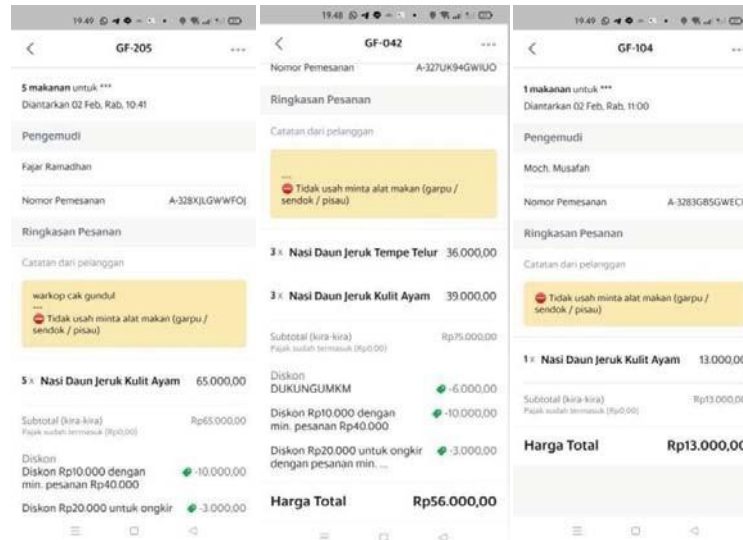 19.49
GF-205
5 makanan untuk ***
Diantarkan 02 Feb, Rab, 10:41
Pengemudi
Fajar Ramadhan
Nomor Pemesanan A-328XJLGWWFOJ
Ringkasan Pesanan
Catatan dari pelanggan
warkop cak gundul
---
Tidak usah minta alat makan (garpu /
sendok / pisau)
5 x Nasi Daun Jeruk Kulit Ayam 65.000,00
Subtotal (kira-kira) Rp65.000,00
Pajak sudah termasuk (Rp0,00)
Diskon
Diskon Rp10.000 dengan -10.000,00
min. pesanan Rp40.000
Diskon Rp20.000 untuk ongkir -3.000,00
19.48
GF-042
Nomor Pemesanan A-327UK94GWIUO
Ringkasan Pesanan
Catatan dari pelanggan
---
Tidak usah minta alat makan (garpu /
sendok / pisau)
3 x Nasi Daun Jeruk Tempe Telur 36.000,00
3 x Nasi Daun Jeruk Kulit Ayam 39.000,00
Subtotal (kira-kira) Rp75.000,00
Pajak sudah termasuk (Rp0,00)
Diskon
DUKUNGUMKM -6.000,00
Diskon Rp10.000 dengan -10.000,00
min. pesanan Rp40.000
Diskon Rp20.000 untuk ongkir -3.000,00
dengan pesanan min. ...
Harga Total Rp56.000,00
19.49
GF-104
1 makanan untuk ***
Diantarkan 02 Feb, Rab, 11:00
Pengemudi
Moch. Musafah
Nomor Pemesanan
Ringkasan Pesanan
Catatan dari pelanggan
Tidak usah minta alat makan (garpu /
sendok / pisau)
1 x Nasi Daun Jeruk Kulit Ayam 13.000,00
Subtotal (kira-kira) Rp13.000,00
Pajak sudah termasuk (Rp0,00)
Harga Total Rp13.000,00